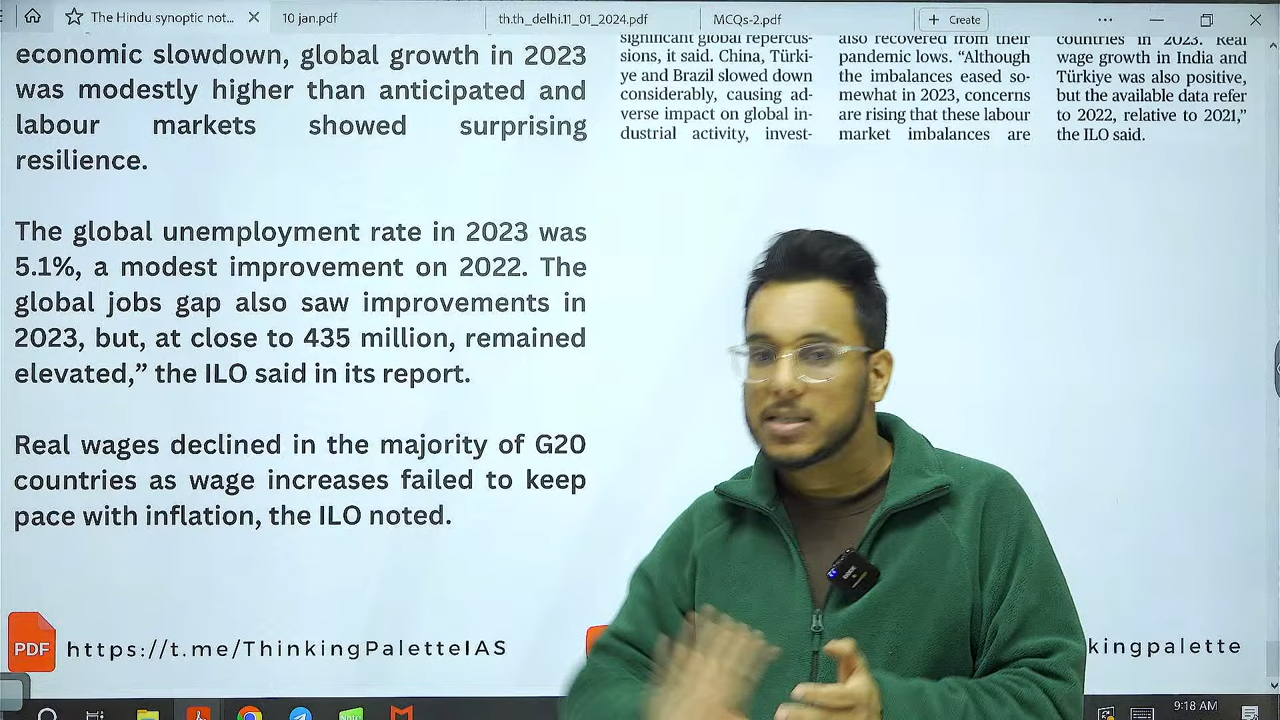 The Hindu synoptic not...
10 jan.pdf
th.th_delhi.11_01_2024.pdf
MCQs-2.pdf
+ Create
economic slowdown, global growth in 2023
was modestly higher than anticipated and
labour markets showed surprising
resilience.
The global unemployment rate in 2023 was
5.1%, a modest improvement on 2022. The
global jobs gap also saw improvements in
2023, but, at close to 435 million, remained
elevated,” the ILO said in its report.
Real wages declined in the majority of G20
countries as wage increases failed to keep
pace with inflation, the ILO noted.
significant global repercus-
sions, it said. China, Türki-
ye and Brazil slowed down
considerably, causing ad-
verse impact on global in-
dustrial activity, invest-
also recovered from their
pandemic lows. “Although
the imbalances eased so-
mewhat in 2023, concerns
are rising that these labour
market imbalances are
countries in 2023. Real
wage growth in India and
Türkiye was also positive,
but the available data refer
to 2022, relative to 2021,”
the ILO said.
PDF
https://t.me/ThinkingPaletteIAS
kingpalette
9:18 AM